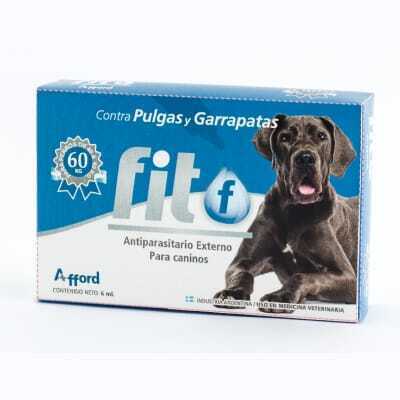 Contra Pulgas y Garrapatas
60
KG
fit f
Antiparasitario Externo
Para caninos
Afford
CONTENIDO NETO: 6 mL
INDUSTRIA ARGENTINA / USO EN MEDICINA VETERINARIA